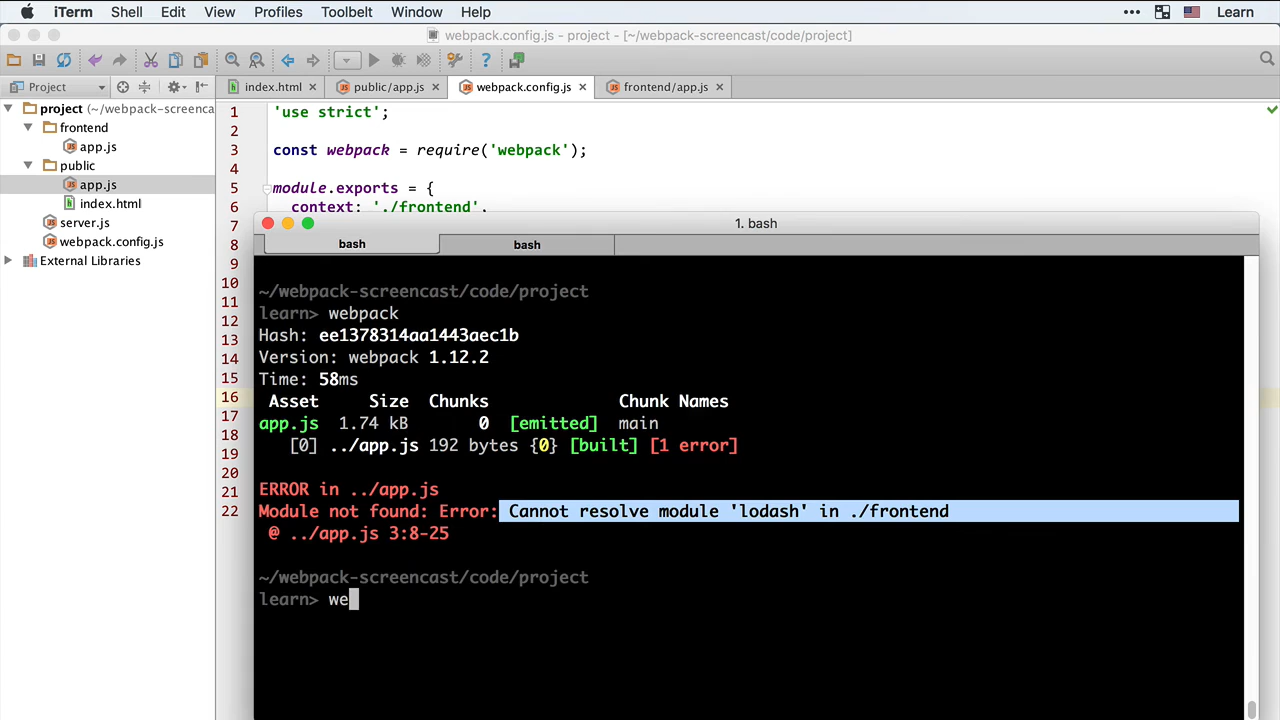 iTerm Shell Edit View Profiles Toolbelt Window Help ••• Learn
webpack.config.js - project - [~/webpack-screencast/code/project]
Project
index.html × public/app.js × webpack.config.js × frontend/app.js ×
project (~/webpack-screenca
frontend
app.js
public
app.js
index.html
server.js
webpack.config.js
External Libraries
1 'use strict';
2
3 const webpack = require('webpack');
4
5 module.exports = {
6 context: './frontend',
7
8
9
10
11
12
13
14
15
16
17
18
19
20
21
22
1. bash
bash bash
~/webpack-screencast/code/project
learn> webpack
Hash: ee1378314aa1443aec1b
Version: webpack 1.12.2
Time: 58ms
Asset Size Chunks Chunk Names
app.js 1.74 kB 0 [emitted] main
[0] ../app.js 192 bytes {0} [built] [1 error]
ERROR in ../app.js
Module not found: Error: Cannot resolve module 'lodash' in ./frontend
@ ../app.js 3:8-25
~/webpack-screencast/code/project
learn> we